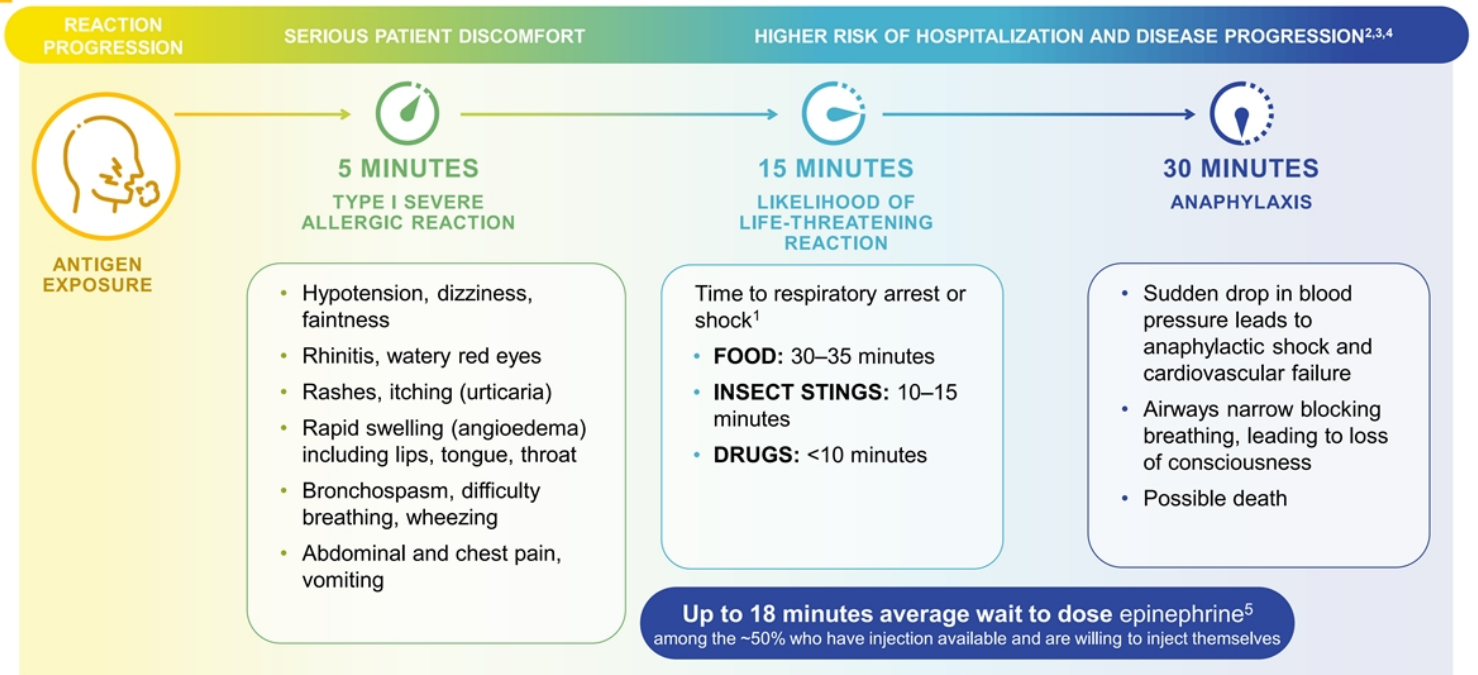 REACTION
PROGRESSION
SERIOUS PATIENT DISCOMFORT
HIGHER RISK OF HOSPITALIZATION AND DISEASE PROGRESSION2,3,4
ANTIGEN
EXPOSURE
5 MINUTES
TYPE I SEVERE
ALLERGIC REACTION
• Hypotension, dizziness,
faintness
• Rhinitis, watery red eyes
• Rashes, itching (urticaria)
• Rapid swelling (angioedema)
including lips, tongue, throat
• Bronchospasm, difficulty
breathing, wheezing
• Abdominal and chest pain,
vomiting
15 MINUTES
LIKELIHOOD OF
LIFE-THREATENING
REACTION
Time to respiratory arrest or
shock1
• FOOD: 30–35 minutes
• INSECT STINGS: 10–15
minutes
• DRUGS: <10 minutes
30 MINUTES
ANAPHYLAXIS
• Sudden drop in blood
pressure leads to
anaphylactic shock and
cardiovascular failure
• Airways narrow blocking
breathing, leading to loss
of consciousness
• Possible death
Up to 18 minutes average wait to dose epinephrine5
among the ~50% who have injection available and are willing to inject themselves